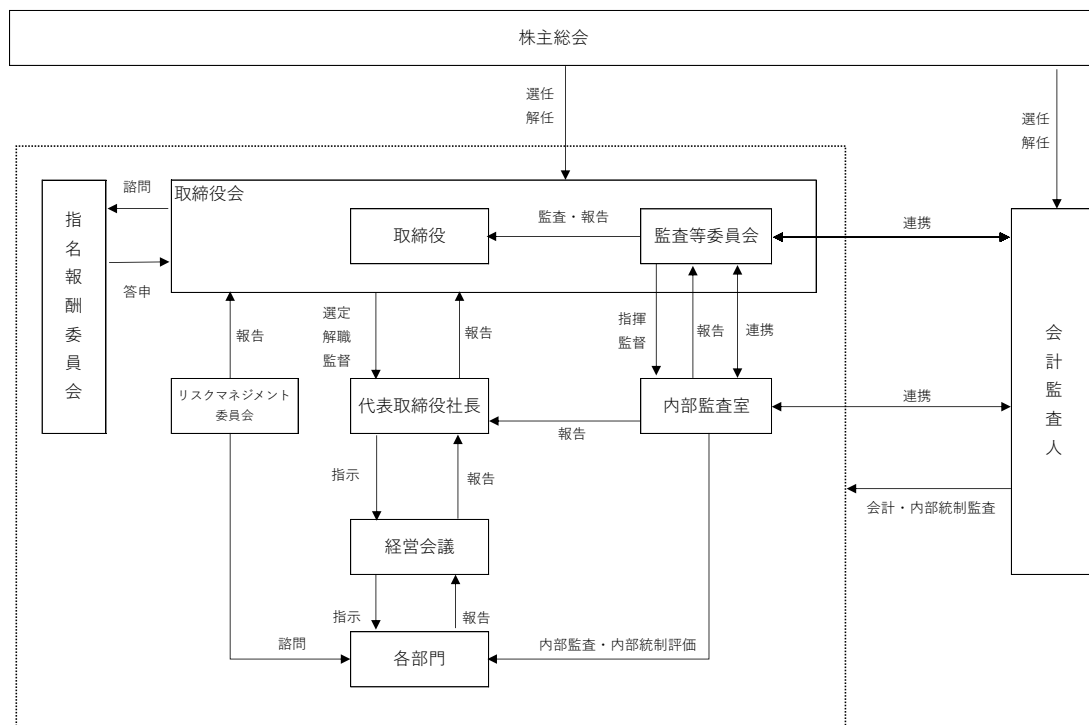 株主総会
選任
解任
選任
解任
取締役会
諮問
答申
指名報酬委員会
取締役
監査・報告
監査等委員会
連携
会計監査人
報告
選定
解職
監督
報告
指揮
監督
報告
連携
リスクマネジメント
委員会
代表取締役社長
内部監査室
連携
報告
指示
報告
会計・内部統制監査
経営会議
指示
報告
諮問
各部門
内部監査・内部統制評価